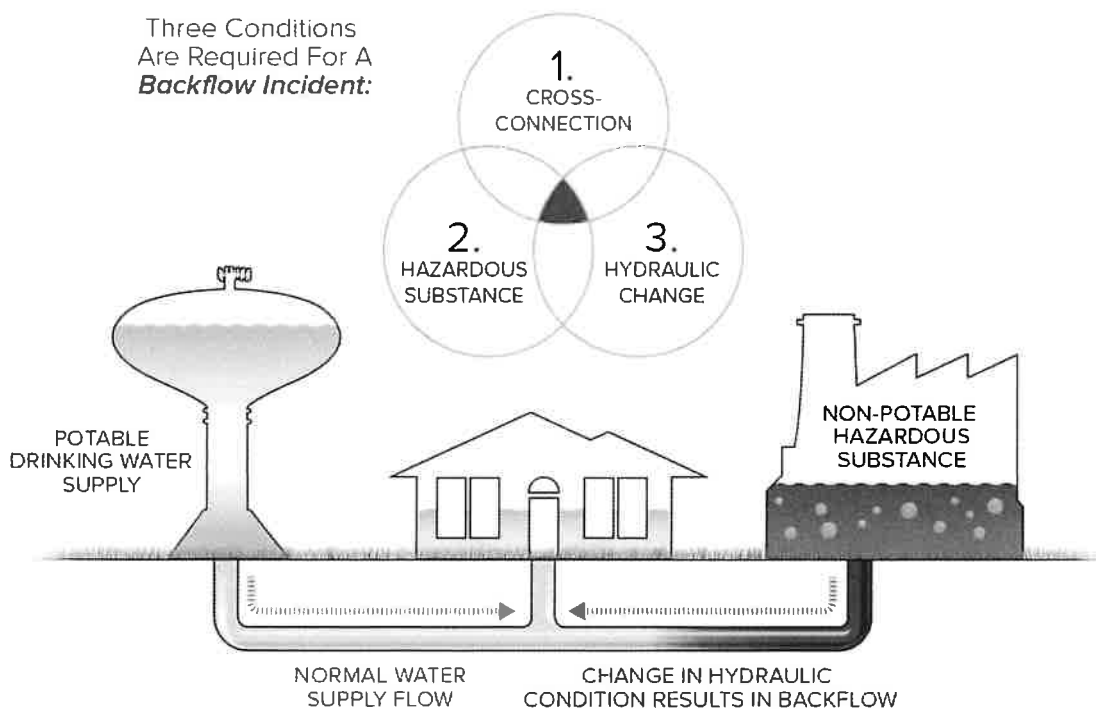 Three Conditions
Are Required For A
Backflow Incident:
1.
CROSS-
CONNECTION
2.
HAZARDOUS
SUBSTANCE
3.
HYDRAULIC
CHANGE
POTABLE
DRINKING WATER
SUPPLY
NON-POTABLE
HAZARDOUS
SUBSTANCE
NORMAL WATER
SUPPLY FLOW
CHANGE IN HYDRAULIC
CONDITION RESULTS IN BACKFLOW